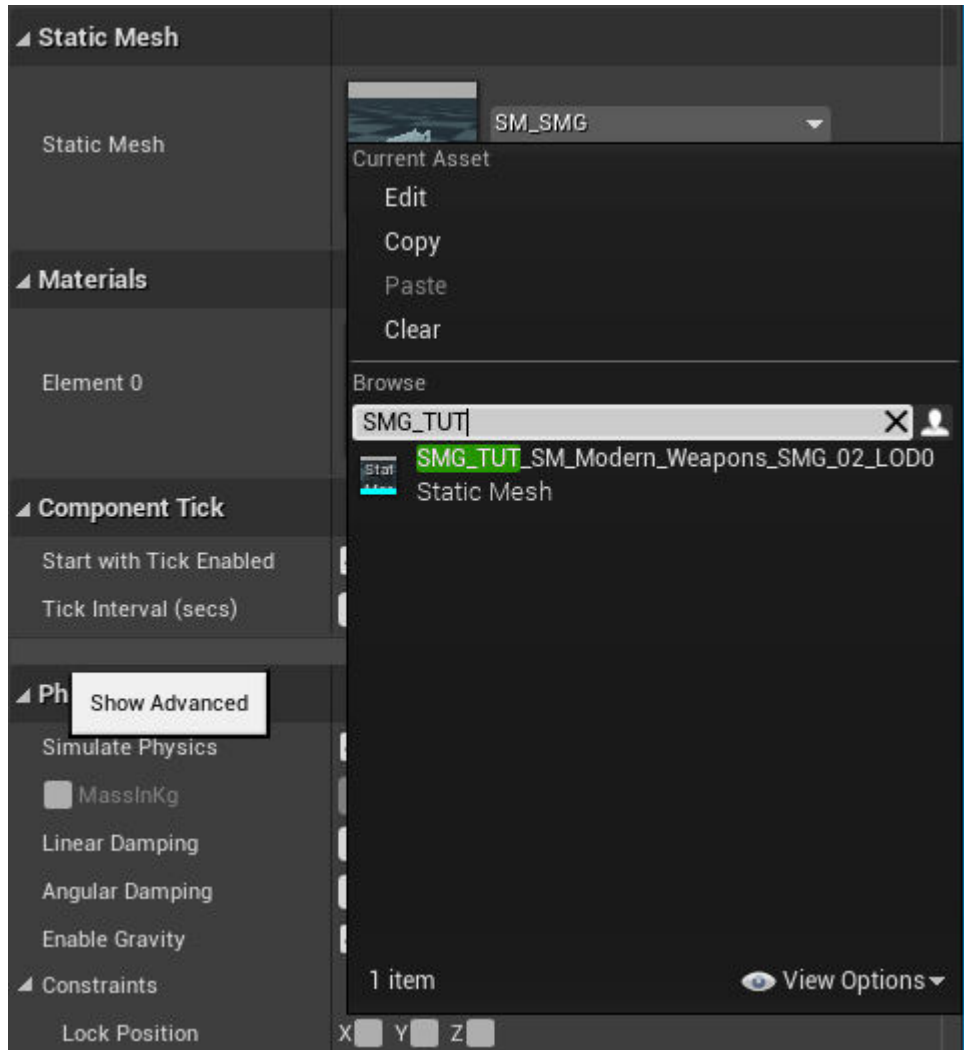 Static Mesh
Static Mesh
SM_SMG
Current Asset
Edit
Copy
Paste
Clear
Materials
Element 0
Browse
SMG_TUT
SMG_TUT_SM_Modern_Weapons_SMG_02_LOD0
Static Mesh
Stat
Component Tick
Start with Tick Enabled
Tick Interval (secs)
Ph
Show Advanced
Simulate Physics
MassInKg
Linear Damping
Angular Damping
Enable Gravity
Constraints
1 item
View Options
Lock Position
X Y Z